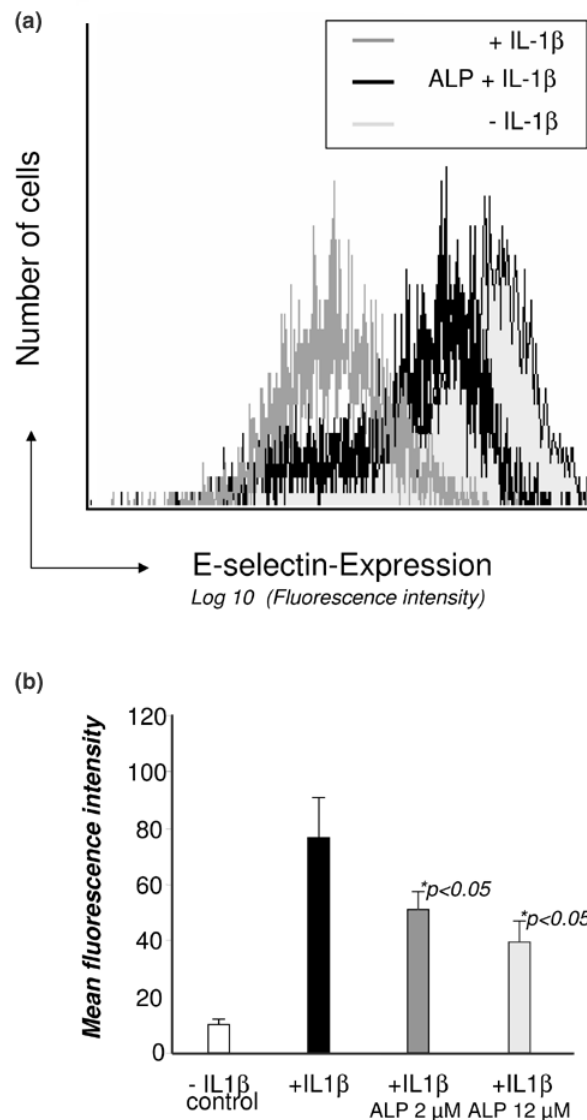 (a)
+ IL-1β
ALP + IL-1β
- IL-1β
Number of cells
E-selectin-Expression
Log 10 (Fluorescence intensity)
(b)
Mean fluorescence intensity
120
100
80
60
40
20
0
*p<0.05
*p<0.05
- IL1β
control
+IL1β
+IL1β
ALP 2 μM
+IL1β
ALP 12 μM